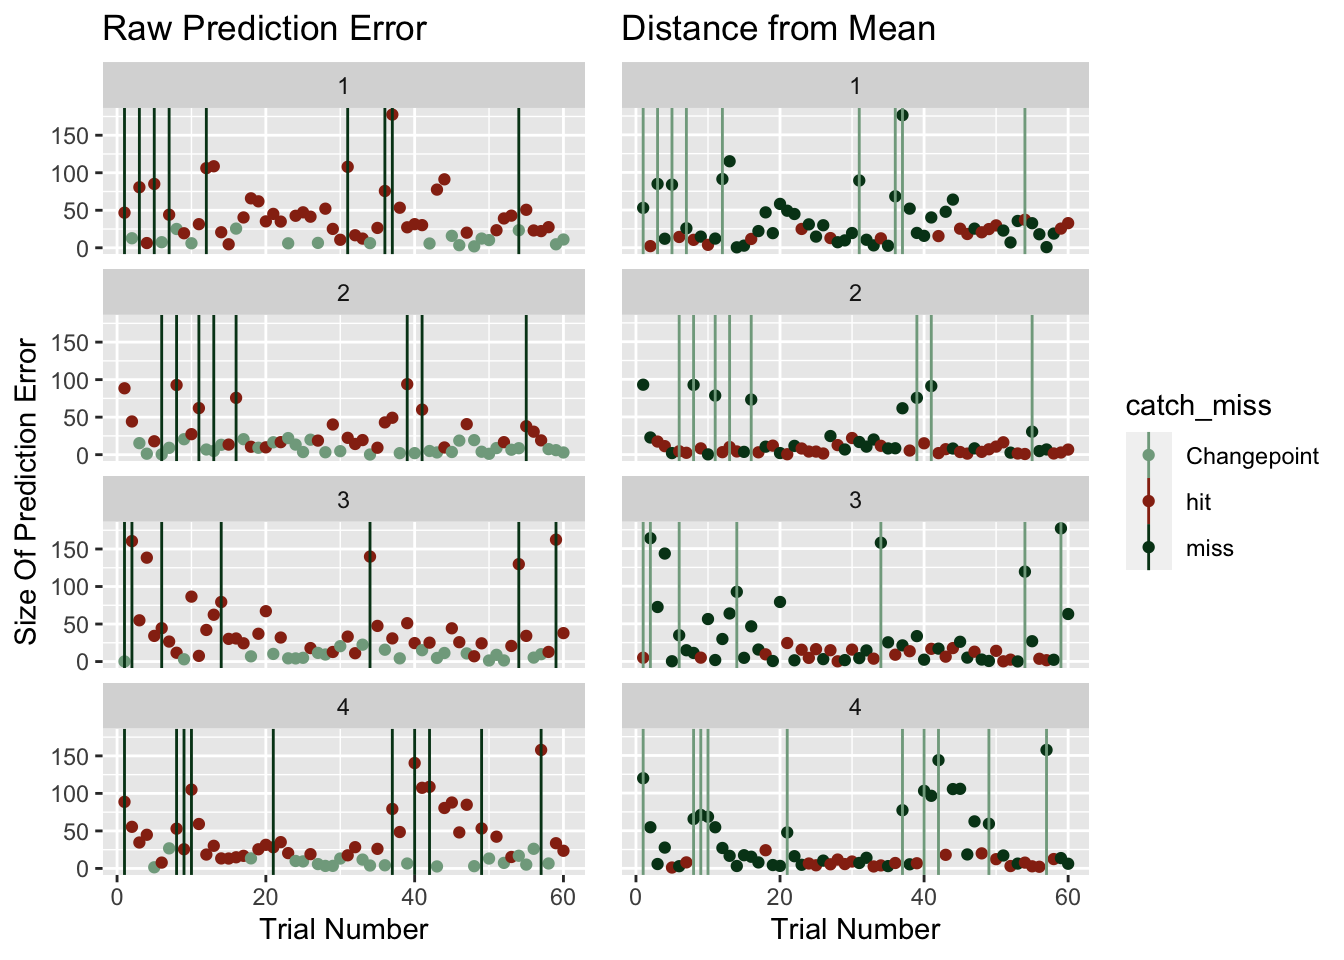 Raw Prediction Error
Distance from Mean
1
1
150
100
50
0
2
2
150
100
50
0
3
3
150
100
50
0
4
4
150
100
50
0
0 20 40 60
0 20 40 60
Trial Number
Trial Number
Size Of Prediction Error
catch_miss
Changepoint
hit
miss